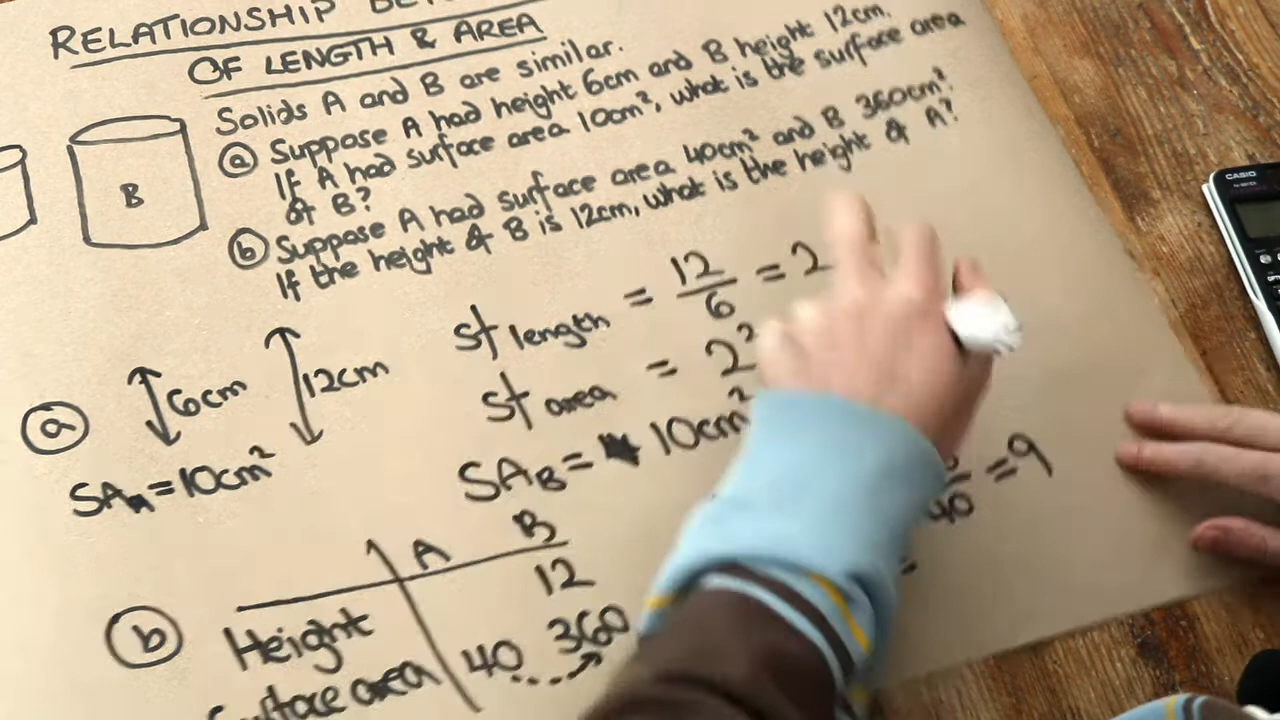 RELATIONSHIP
OF LENGTH & AREA
Solids A and B are similar.
ⓐ Suppose A had height 6cm and B height 12cm.
If A had surface area 10cm², what is the surface area
of B?
ⓑ Suppose A had surface area 40cm² and B 360cm².
If the height of B is 12cm, what is the height of A?
B
ⓐ 6cm 12cm
SA_A = 10cm²
sf length = 12/6 = 2
sf area = 2²
SA_B = 10cm²
40 = 9
=
ⓑ A B
Height 12
Surface area 40 360
CASIO